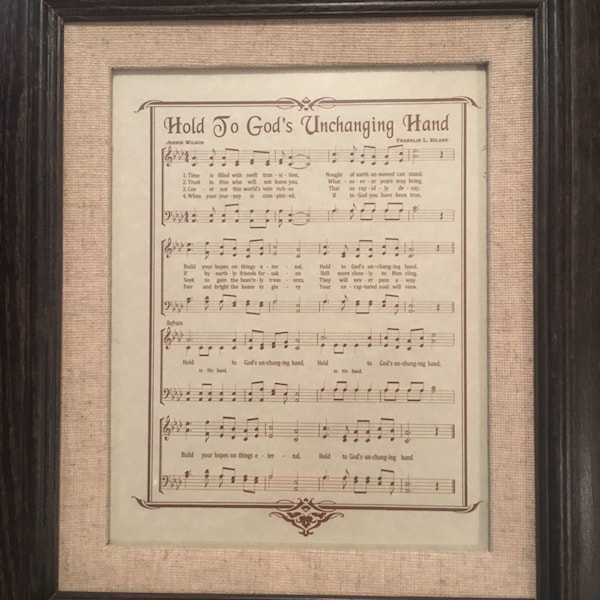 Hold To God's Unchanging Hand
Jennie Wilson Franklin L. Eiland
1. Time is filled with swift tran - si - tion, Naught of earth un-moved can stand,
2. Trust in Him who will not leave you, What - so - ev - er years may bring,
3. Cov - et not this world's vain rich - es That so rap - id - ly de - cay,
4. When your jour - ney is com - plet - ed, If to God you have been true,
Build your hopes on things e - ter - nal, Hold to God's un-chang-ing hand.
If by earth - ly friends for - sak - en Still more close - ly to Him cling.
Seek to gain the heav'n - ly treas - ures, They will nev - er pass a - way.
Fair and bright the home in glo - ry Your en - rap-tured soul will view.
Refrain
Hold to God's un-chang-ing hand, Hold to God's un-chang-ing hand,
to His hand, to His hand,
Build your hopes on things e - ter - nal, Hold to God's un-chang-ing hand.